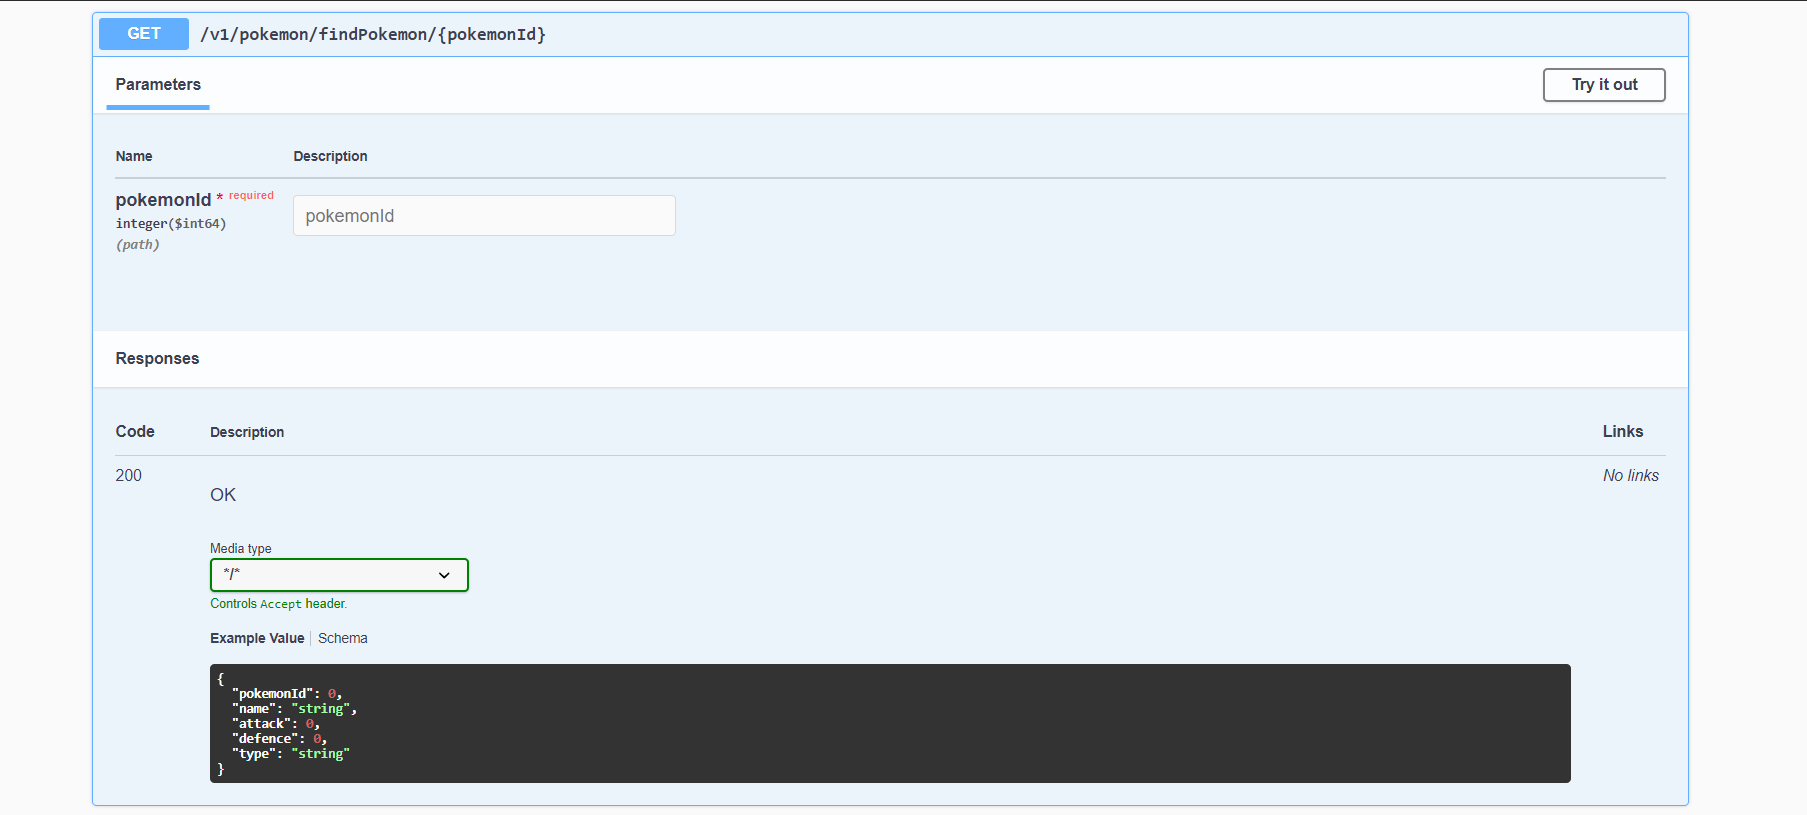 GET /v1/pokemon/findPokemon/{pokemonId}
Parameters
Try it out
Name Description
pokemonId * required
integer($int64)
(path)
pokemonId
Responses
Code Description Links
200 No links
OK
Media type
*/*
Controls Accept header.
Example Value Schema
{
"pokemonId": 0,
"name": "string",
"attack": 0,
"defence": 0,
"type": "string"
}